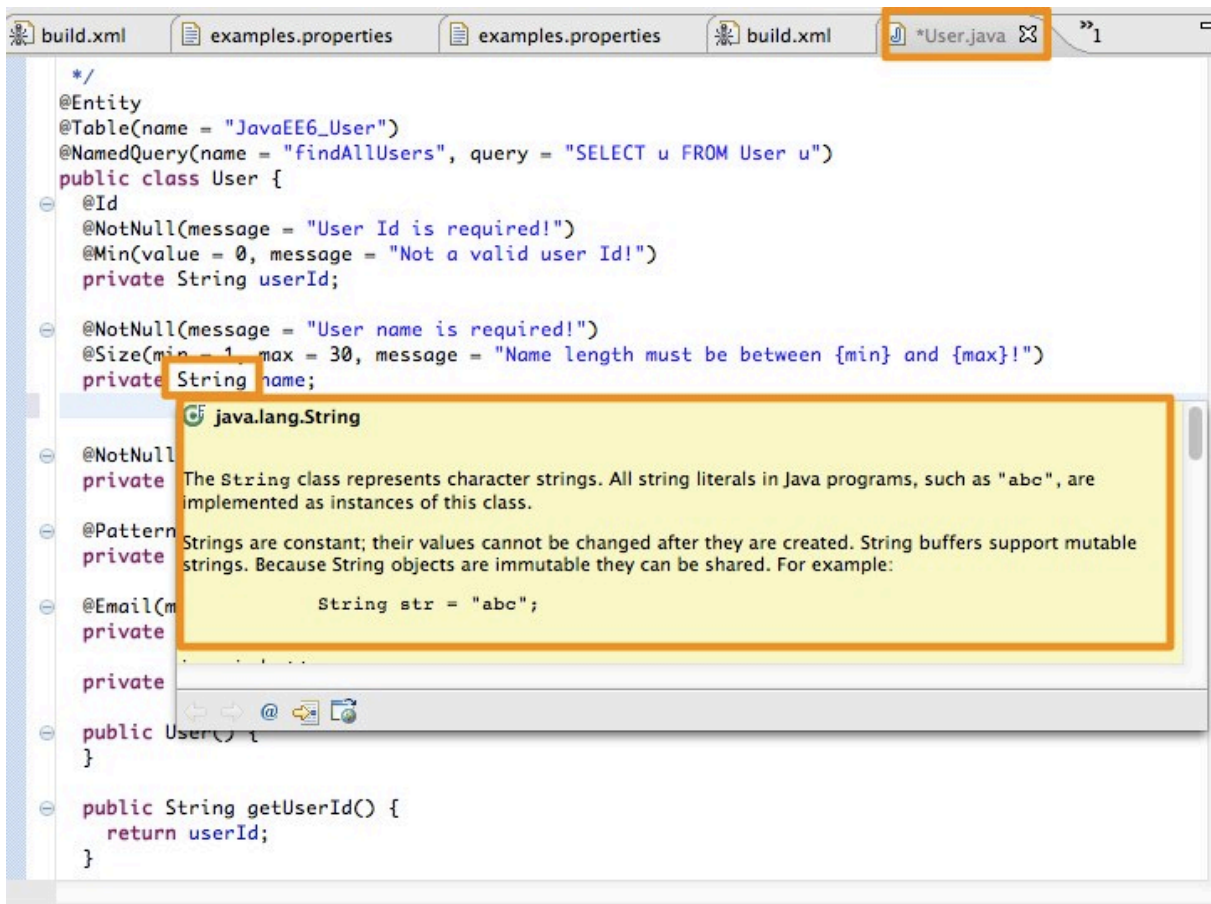 build.xml examples.properties examples.properties build.xml *User.java »1
*/
@Entity
@Table(name = "JavaEE6_User")
@NamedQuery(name = "findAllUsers", query = "SELECT u FROM User u")
public class User {
@Id
@NotNull(message = "User Id is required!")
@Min(value = 0, message = "Not a valid user Id!")
private String userId;
@NotNull(message = "User name is required!")
@Size(min = 1, max = 30, message = "Name length must be between {min} and {max}!")
private String name;
java.lang.String
@NotNull
private The String class represents character strings. All string literals in Java programs, such as "abc", are
implemented as instances of this class.
@Pattern
Strings are constant; their values cannot be changed after they are created. String buffers support mutable
private strings. Because String objects are immutable they can be shared. For example:
@Email(m String str = "abc";
private
private
@
public User() {
}
public String getUserId() {
return userId;
}